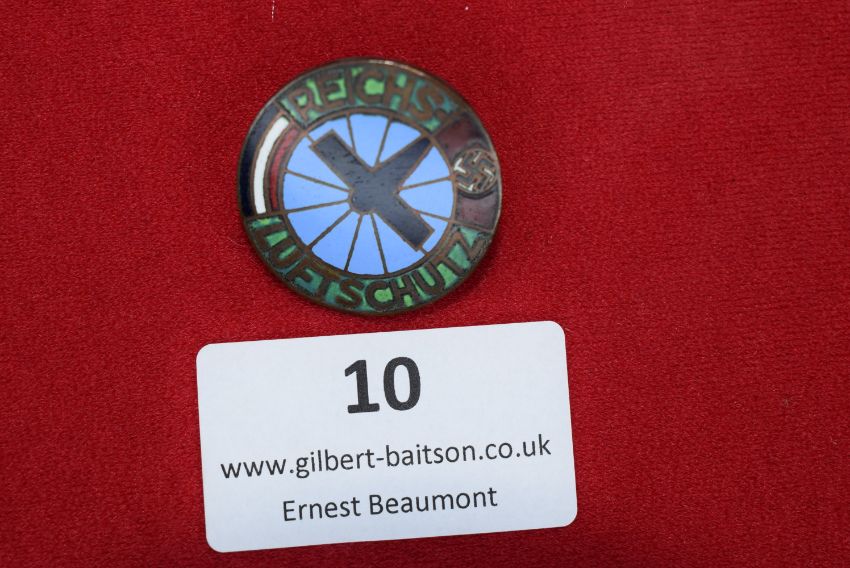 REICHS-
LUFTSCHUTZ
10
www.gilbert-baitson.co.uk
Ernest Beaumont